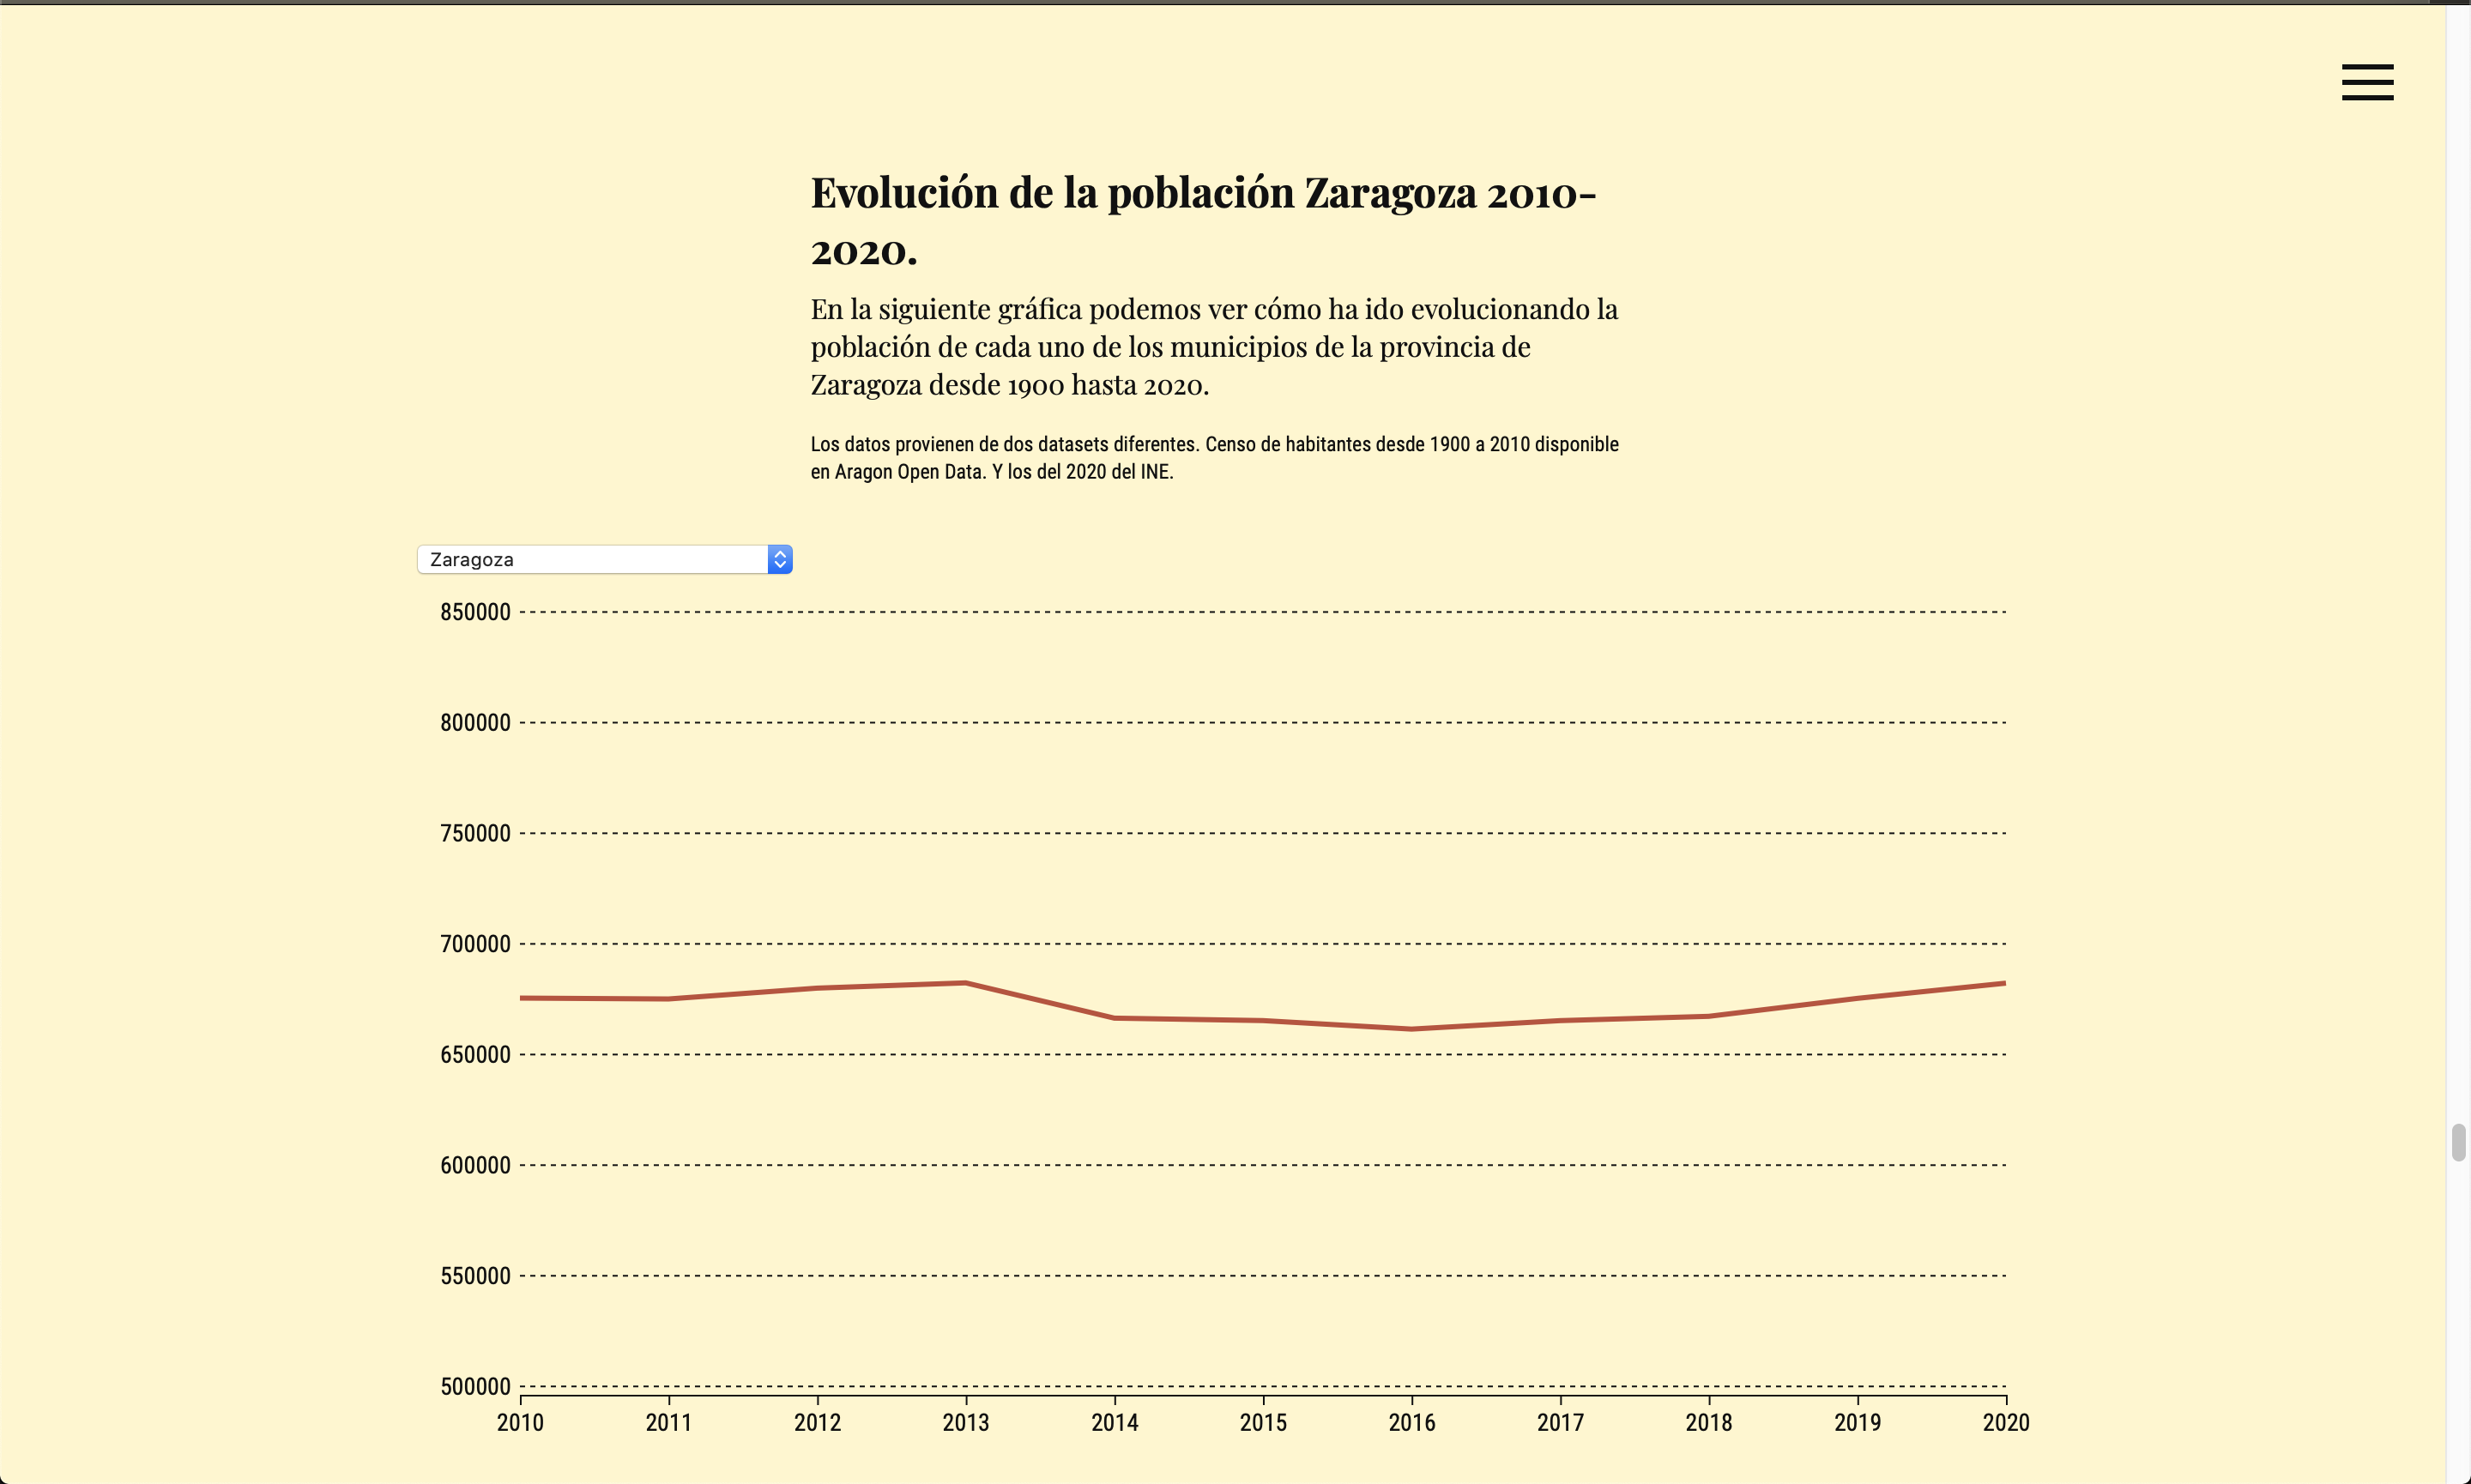 Evolución de la población Zaragoza 2010-
2020.
En la siguiente gráfica podemos ver cómo ha ido evolucionando la
población de cada uno de los municipios de la provincia de
Zaragoza desde 1900 hasta 2020.
Los datos provienen de dos datasets diferentes. Censo de habitantes desde 1900 a 2010 disponible
en Aragon Open Data. Y los del 2020 del INE.
Zaragoza
850000
800000
750000
700000
650000
600000
550000
500000
2010 2011 2012 2013 2014 2015 2016 2017 2018 2019 2020